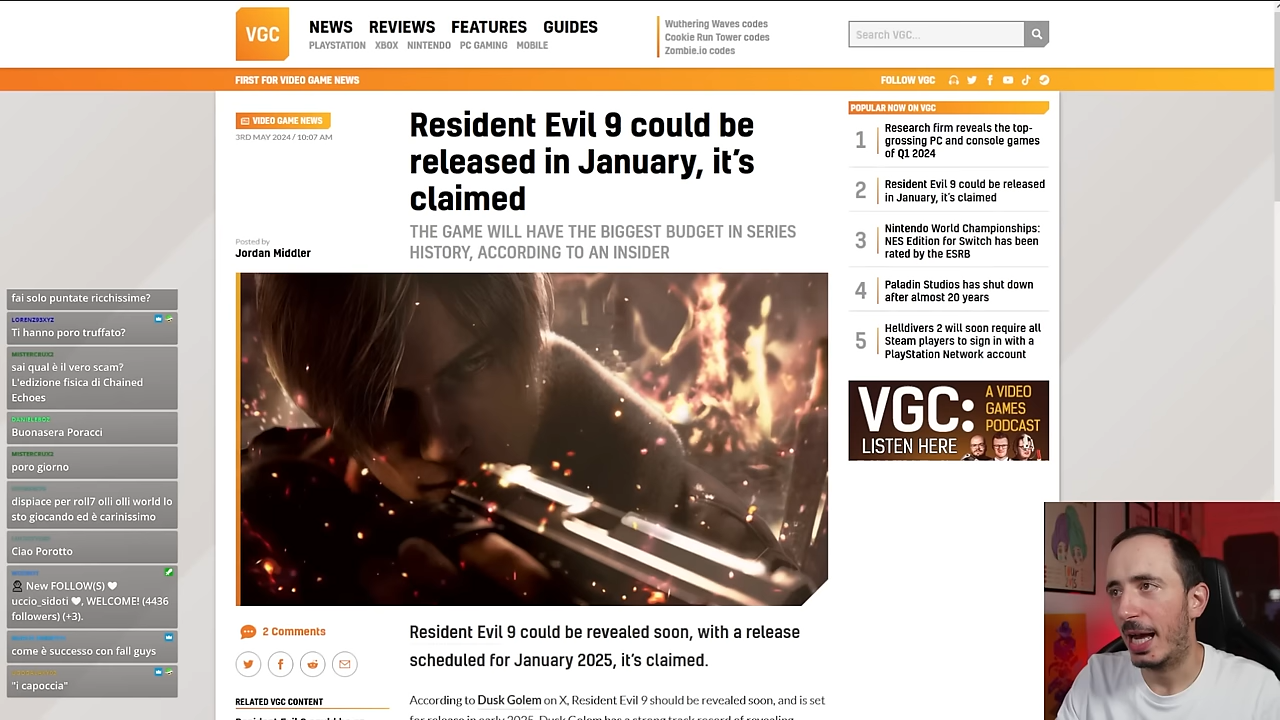 VGC
NEWS REVIEWS FEATURES GUIDES
PLAYSTATION XBOX NINTENDO PC GAMING MOBILE
Wuthering Waves codes
Cookie Run Tower codes
Zombie.io codes
Search VGC...
FIRST FOR VIDEO GAME NEWS
FOLLOW VGC
VIDEO GAME NEWS
3RD MAY 2024 / 10:07 AM
Resident Evil 9 could be
released in January, it's
claimed
THE GAME WILL HAVE THE BIGGEST BUDGET IN SERIES
HISTORY, ACCORDING TO AN INSIDER
Posted by
Jordan Middler
POPULAR NOW ON VGC
1 Research firm reveals the top-
grossing PC and console games
of Q1 2024
2 Resident Evil 9 could be released
in January, it's claimed
3 Nintendo World Championships:
NES Edition for Switch has been
rated by the ESRB
4 Paladin Studios has shut down
after almost 20 years
5 Helldivers 2 will soon require all
Steam players to sign in with a
PlayStation Network account
VGC: A VIDEO
GAMES
PODCAST
LISTEN HERE
fai solo puntate ricchissime?
Ti hanno poro truffato?
MISTERCRUX2
sai qual è il vero scam?
L'edizione fisica di Chained
Echoes
Buonasera Poracci
MISTERCRUX2
poro giorno
dispiace per roll7 olli olli world lo
sto giocando ed è carinissimo
Ciao Porotto
New FOLLOW(S)
uccio_sidoti , WELCOME! (4436
followers) (+3).
come è successo con fall guys
"i capoccia"
2 Comments
RELATED VGC CONTENT
Resident Evil 9 could be revealed soon, with a release
scheduled for January 2025, it's claimed.
According to Dusk Golem on X, Resident Evil 9 should be revealed soon, and is set
for release in early 2025. Dusk Golem has a strong track record of revealing